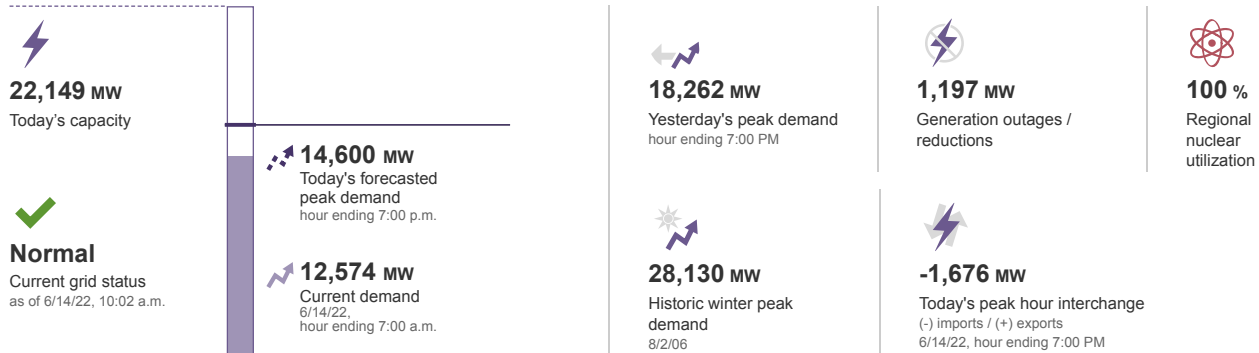 22,149 MW
Today's capacity
Normal
Current grid status
as of 6/14/22, 10:02 a.m.
14,600 MW
Today's forecasted
peak demand
hour ending 7:00 p.m.
12,574 MW
Current demand
6/14/22,
hour ending 7:00 a.m.
18,262 MW
Yesterday's peak demand
hour ending 7:00 PM
1,197 MW
Generation outages /
reductions
100 %
Regional
nuclear
utilization
28,130 MW
Historic winter peak
demand
8/2/06
-1,676 MW
Today's peak hour interchange
(-) imports / (+) exports
6/14/22, hour ending 7:00 PM